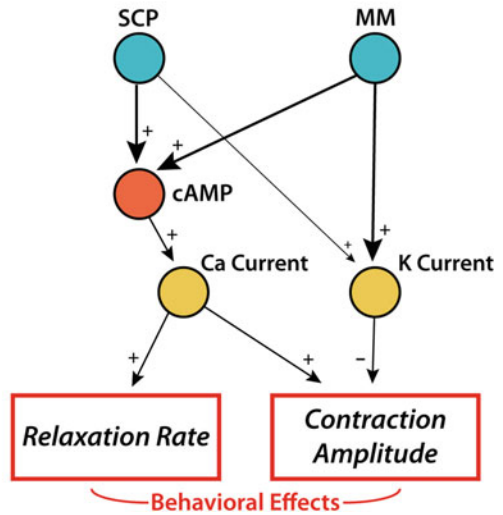 SCP
MM
+
+
cAMP
+
+
+
Ca Current
K Current
+
+
–
Relaxation Rate
Contraction
Amplitude
Behavioral Effects